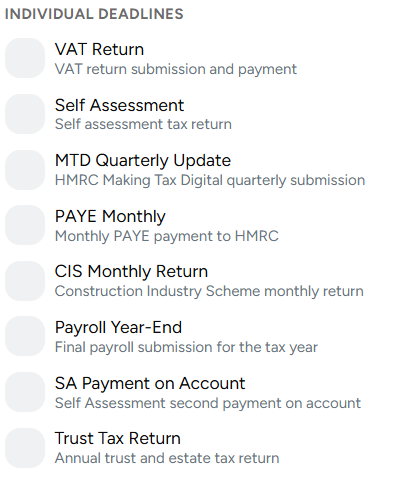 INDIVIDUAL DEADLINES
VAT Return
VAT return submission and payment
Self Assessment
Self assessment tax return
MTD Quarterly Update
HMRC Making Tax Digital quarterly submission
PAYE Monthly
Monthly PAYE payment to HMRC
CIS Monthly Return
Construction Industry Scheme monthly return
Payroll Year-End
Final payroll submission for the tax year
SA Payment on Account
Self Assessment second payment on account
Trust Tax Return
Annual trust and estate tax return